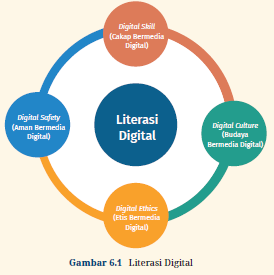 Digital Skill
(Cakap Bermedia
Digital)
Digital Safety
(Aman Bermedia
Digital)
Literasi
Digital
Digital Culture
(Budaya
Bermedia Digital)
Digital Ethics
(Etin Bermedia
Digital)
Gambar 6.1 Literasi Digital